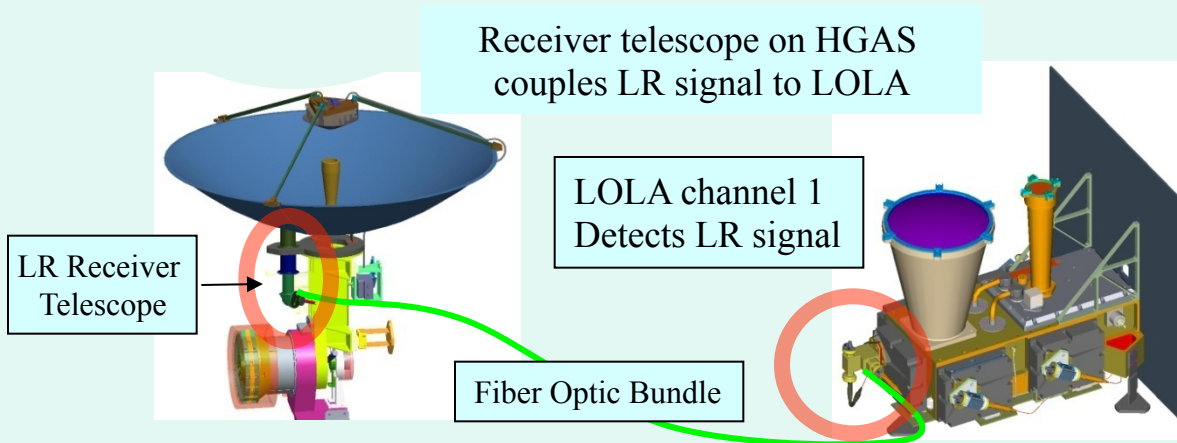 Receiver telescope on HGAS
couples LR signal to LOLA
LOLA channel 1
Detects LR signal
LR Receiver
Telescope
Fiber Optic Bundle